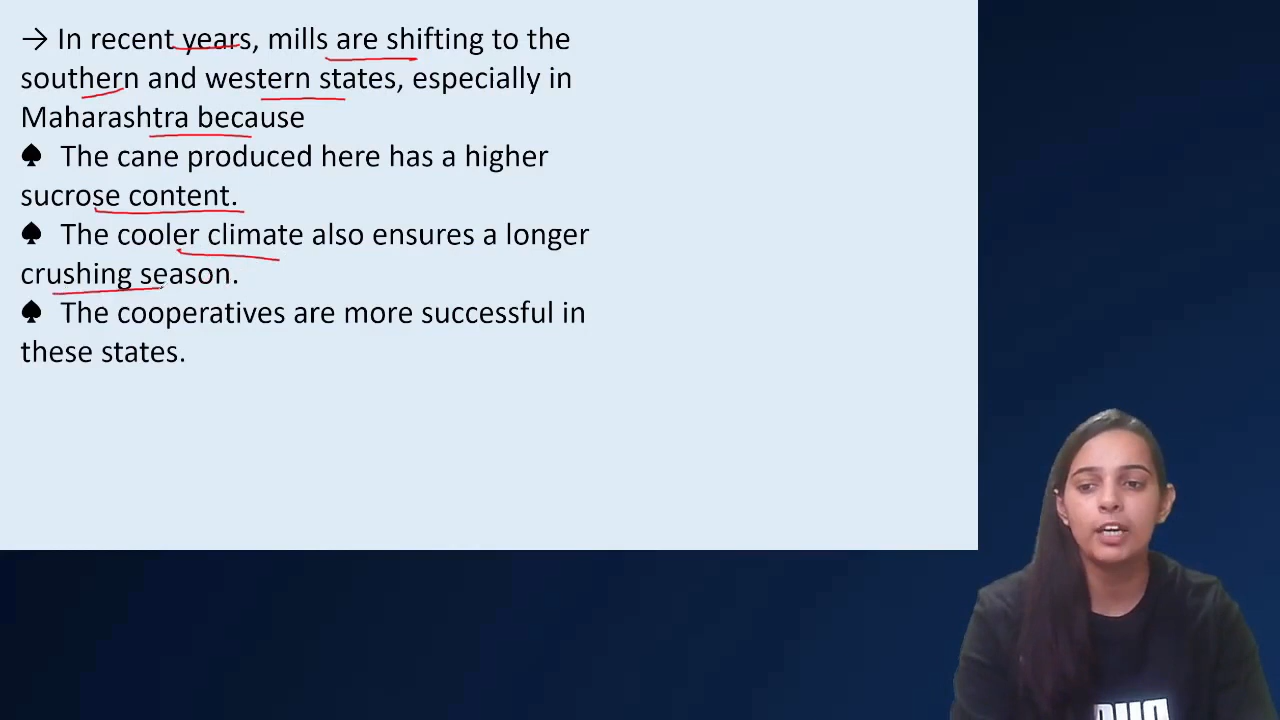 → In recent years, mills are shifting to the
southern and western states, especially in
Maharashtra because
♠ The cane produced here has a higher
sucrose content.
♠ The cooler climate also ensures a longer
crushing season.
♠ The cooperatives are more successful in
these states.